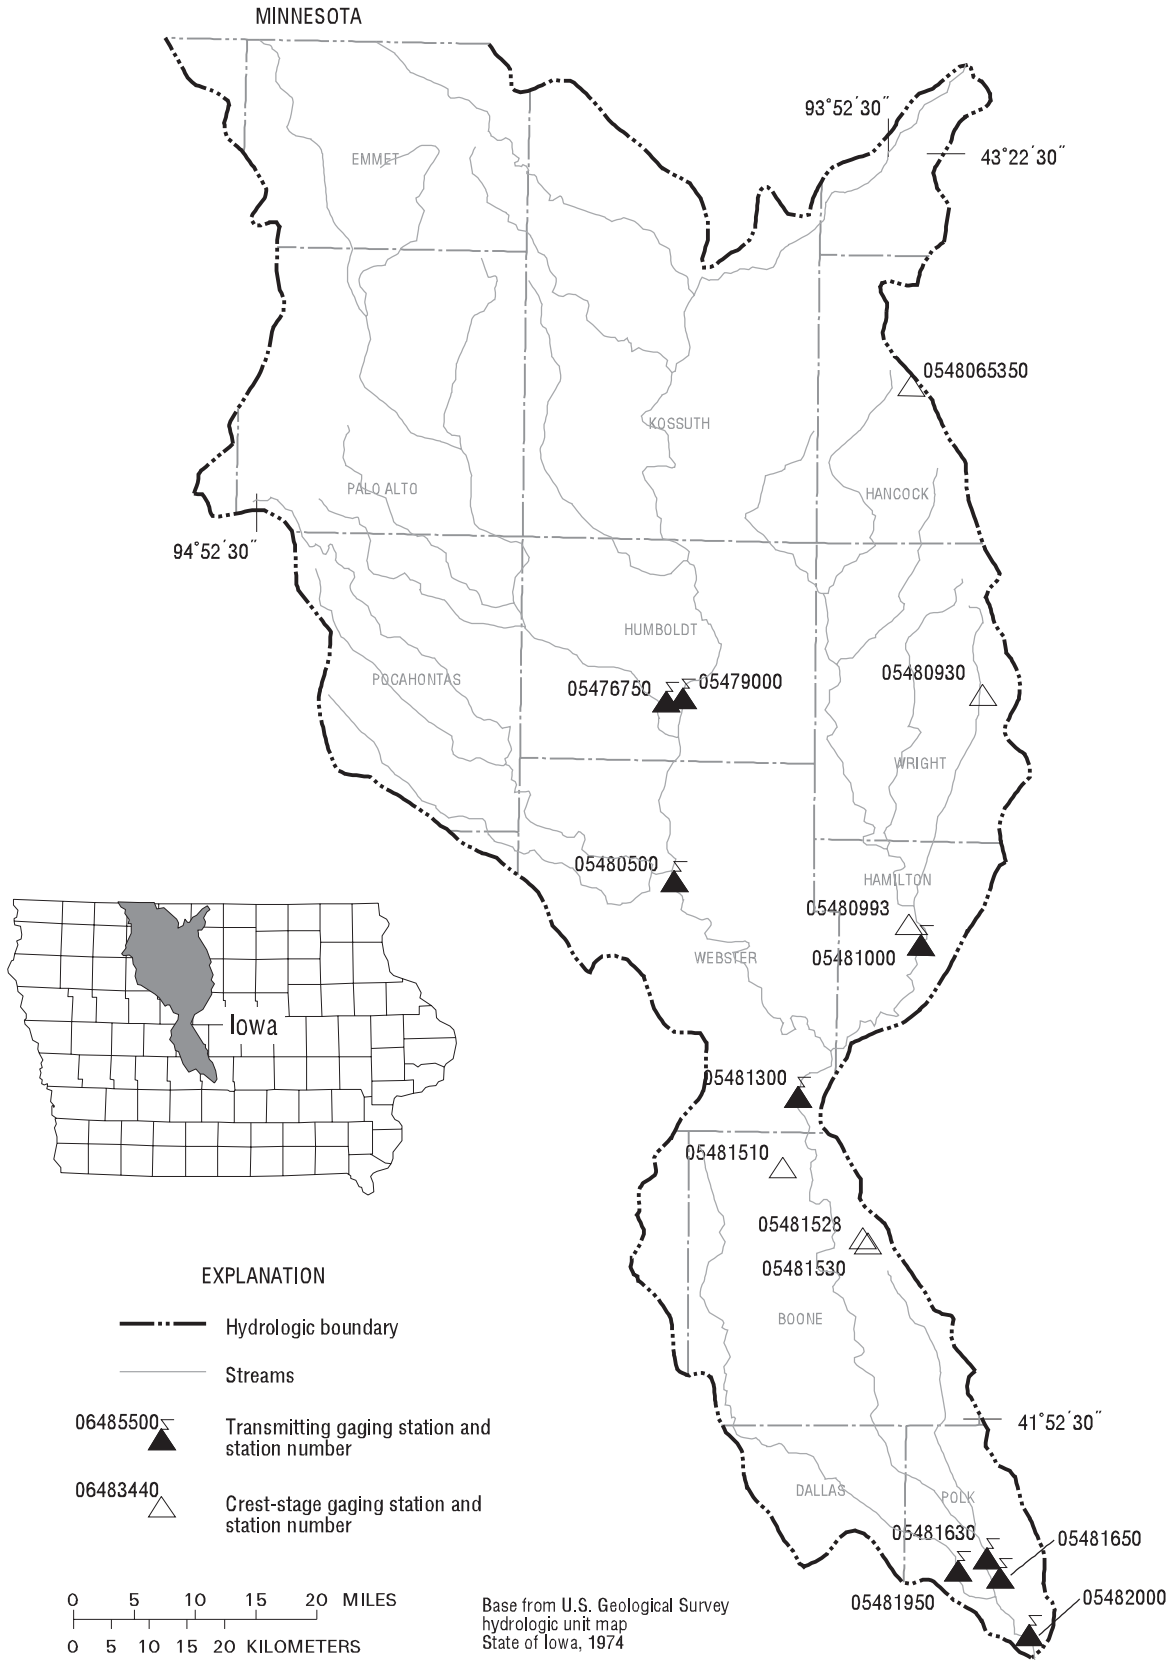 MINNESOTA
93°52′30″
43°22′30″
EMMET
0548065350
KOSSUTH
PALO ALTO
HANCOCK
94°52′30″
HUMBOLDT
05480930
POCAHONTAS
05476750
05479000
WRIGHT
05480500
HAMILTON
05480993
WEBSTER
05481000
Iowa
05481300
05481510
05481528
05481530
BOONE
41°52′30″
DALLAS
POLK
05481630
05481650
05481950
05482000
EXPLANATION
Hydrologic boundary
Streams
06485500
Transmitting gaging station and
station number
06483440
Crest-stage gaging station and
station number
0 5 10 15 20 MILES
0 5 10 15 20 KILOMETERS
Base from U.S. Geological Survey
hydrologic unit map
State of Iowa, 1974